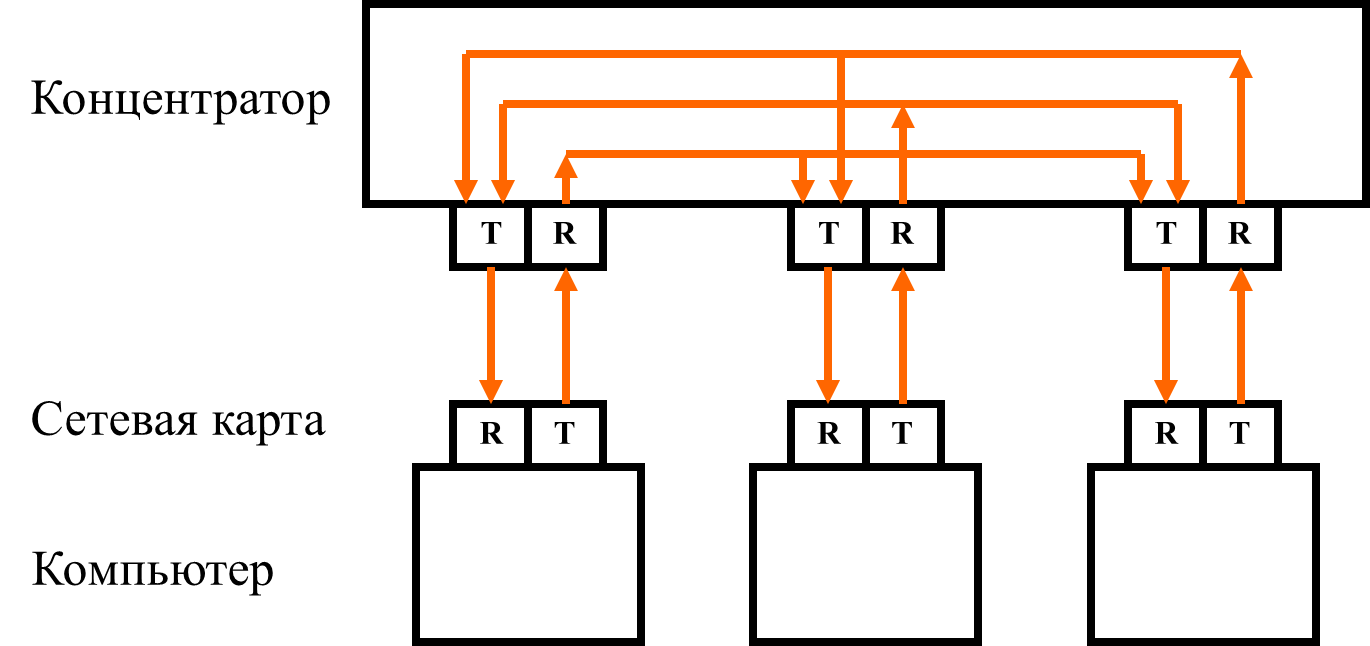 Концентратор
T R T R T R
Сетевая карта
R T R T R T
Компьютер